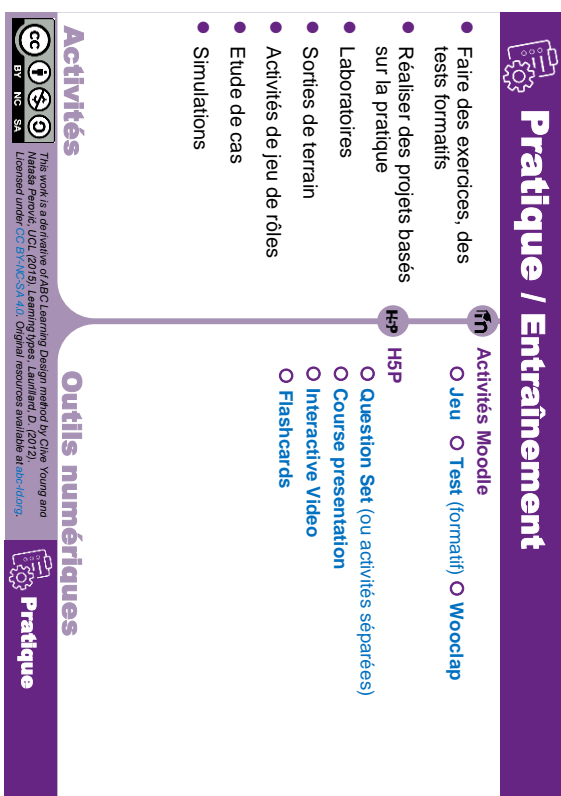 Pratique / Entraînement
Faire des exercices, des
tests formatifs
Réaliser des projets basés
sur la pratique
Laboratoires
Sorties de terrain
Activités de jeu de rôles
Etude de cas
Simulations
Activités
Activités Moodle
Jeu Test (formatif) Wooclap
H5P H5P
Question Set (ou activités séparées)
Course presentation
Interactive Video
Flashcards
Outils numériques
cc BY NC SA
This work is a derivative of ABC Learning Design method by Clive Young and
Nataša Perović, UCL (2015). Learning types, Laurillard, D. (2012).
Licensed under CC BY-NC-SA 4.0. Original resources available at abc-ld.org.
Pratique